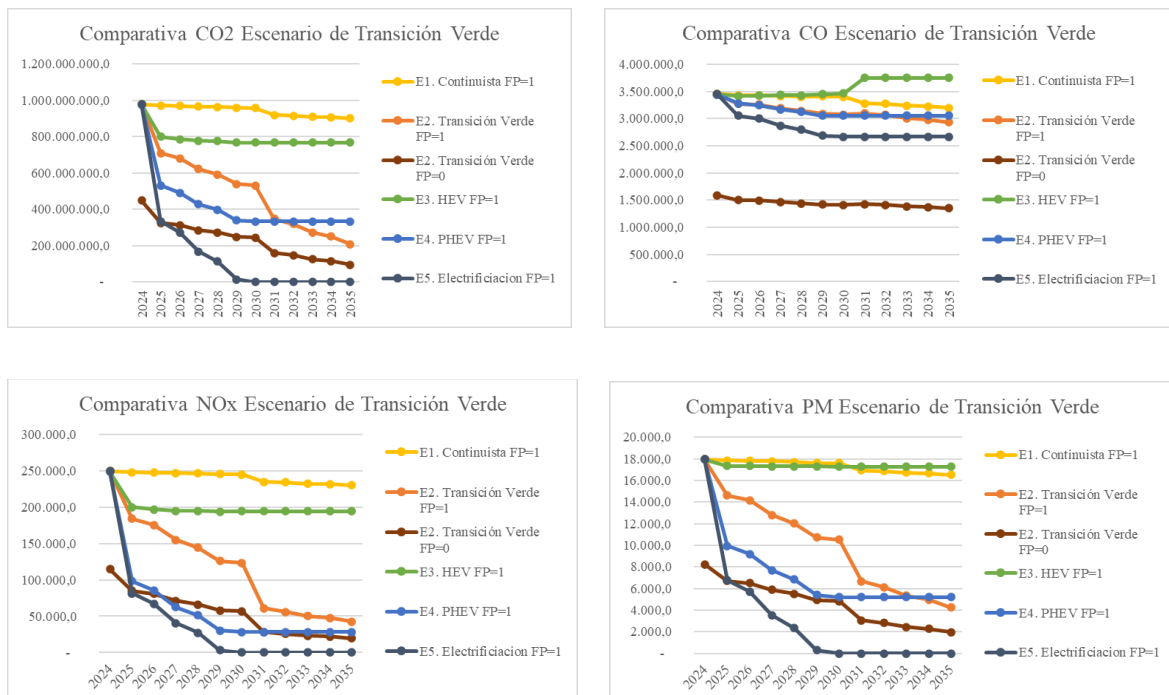 Comparativa CO2 Escenario de Transición Verde
1.200.000.000,0
1.000.000.000,0
800.000.000,0
600.000.000,0
400.000.000,0
200.000.000,0
-
2024
2025
2026
2027
2028
2029
2030
2031
2032
2033
2034
2035
E1. Continuista FP=1
E2. Transición Verde
FP=1
E2. Transición Verde
FP=0
E3. HEV FP=1
E4. PHEV FP=1
E5. Electrificiacion FP=1
Comparativa CO Escenario de Transición Verde
4.000.000,0
3.500.000,0
3.000.000,0
2.500.000,0
2.000.000,0
1.500.000,0
1.000.000,0
500.000,0
-
2024
2025
2026
2027
2028
2029
2030
2031
2032
2033
2034
2035
E1. Continuista FP=1
E2. Transición Verde
FP=1
E2. Transición Verde
FP=0
E3. HEV FP=1
E4. PHEV FP=1
E5. Electrificiacion FP=1
Comparativa NOx Escenario de Transición Verde
300.000,0
250.000,0
200.000,0
150.000,0
100.000,0
50.000,0
-
2024
2025
2026
2027
2028
2029
2030
2031
2032
2033
2034
2035
E1. Continuista FP=1
E2. Transición Verde
FP=1
E2. Transición Verde
FP=0
E3. HEV FP=1
E4. PHEV FP=1
E5. Electrificiacion FP=1
Comparativa PM Escenario de Transición Verde
20.000,0
18.000,0
16.000,0
14.000,0
12.000,0
10.000,0
8.000,0
6.000,0
4.000,0
2.000,0
-
2024
2025
2026
2027
2028
2029
2030
2031
2032
2033
2034
2035
E1. Continuista FP=1
E2. Transición Verde
FP=1
E2. Transición Verde
FP=0
E3. HEV FP=1
E4. PHEV FP=1
E5. Electrificiacion FP=1